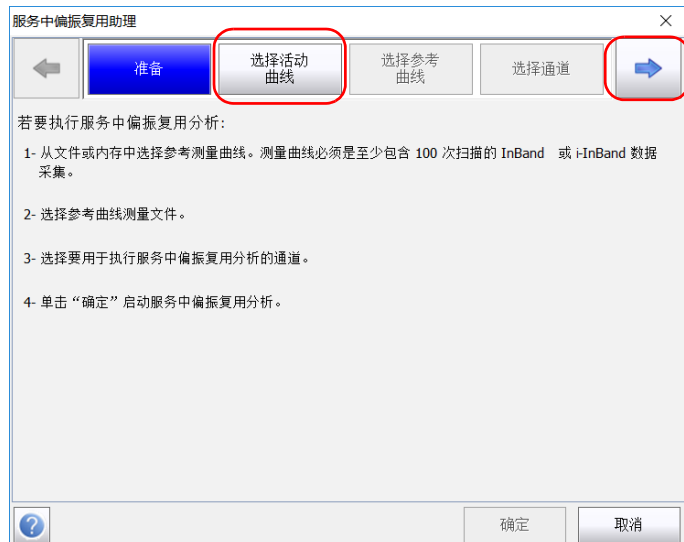 服务中偏振复用助理
准备
选择活动
曲线
选择参考
曲线
选择通道
若要执行服务中偏振复用分析:
1- 从文件或内存中选择参考测量曲线。测量曲线必须是至少包含 100 次扫描的 InBand 或 i-InBand 数据
采集。
2- 选择参考曲线测量文件。
3- 选择要用于执行服务中偏振复用分析的通道。
4- 单击“确定”启动服务中偏振复用分析。
?
确定
取消